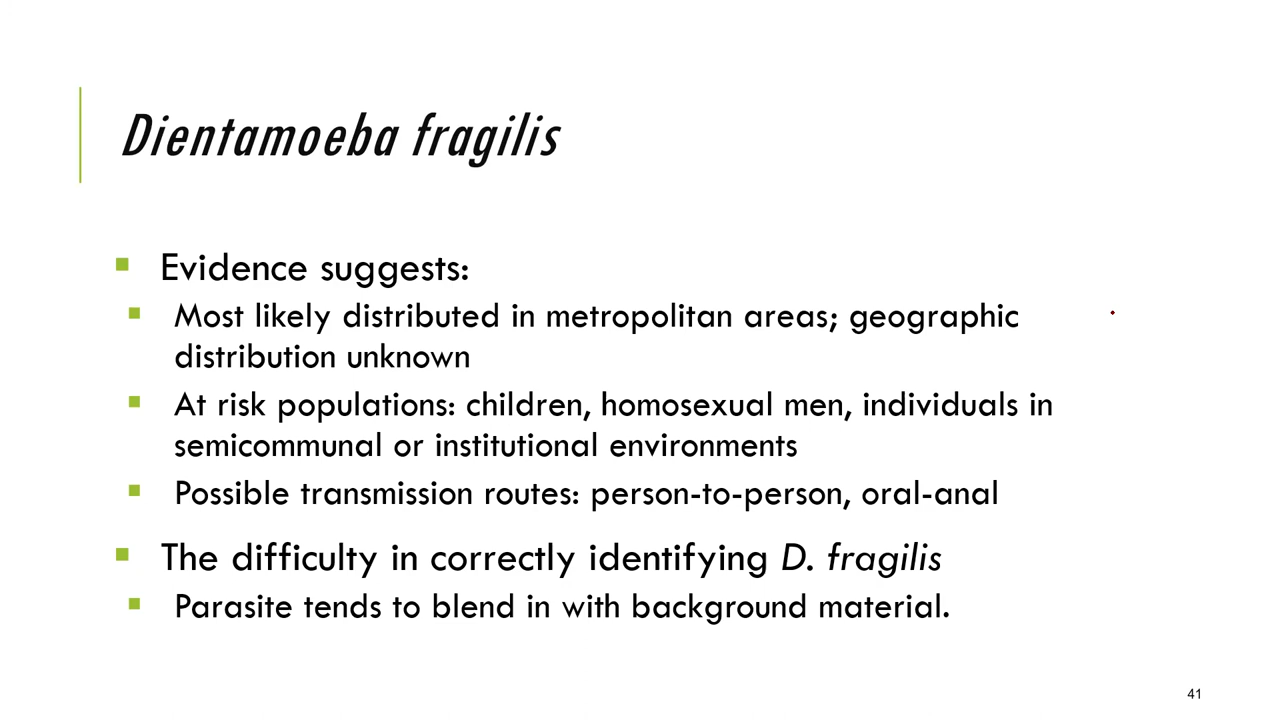 Dientamoeba fragilis
Evidence suggests:
Most likely distributed in metropolitan areas; geographic
distribution unknown
At risk populations: children, homosexual men, individuals in
semicommunal or institutional environments
Possible transmission routes: person-to-person, oral-anal
The difficulty in correctly identifying D. fragilis
Parasite tends to blend in with background material.
41